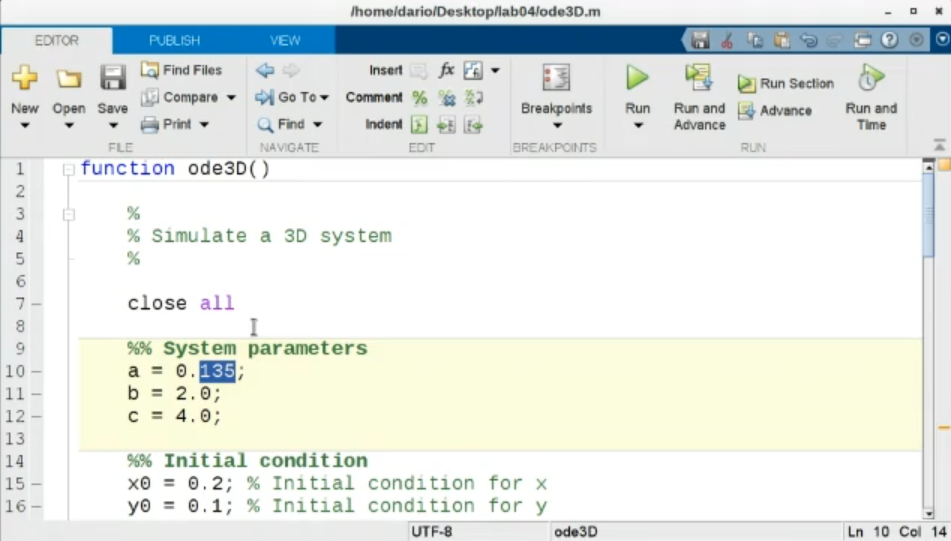 /home/dario/Desktop/lab04/ode3D.m
EDITOR PUBLISH VIEW
New Open Save Find Files Compare Print
FILE
Go To Find
NAVIGATE
Insert fx
Comment %
Indent
EDIT
Breakpoints
BREAKPOINTS
Run Run and Advance Run Section Advance Run and Time
RUN
1 function ode3D()
2
3 %
4 % Simulate a 3D system
5 %
6
7 close all
8
9 %% System parameters
10 a = 0.135;
11 b = 2.0;
12 c = 4.0;
13
14 %% Initial condition
15 x0 = 0.2; % Initial condition for x
16 y0 = 0.1; % Initial condition for y
UTF-8 ode3D Ln 10 Col 14